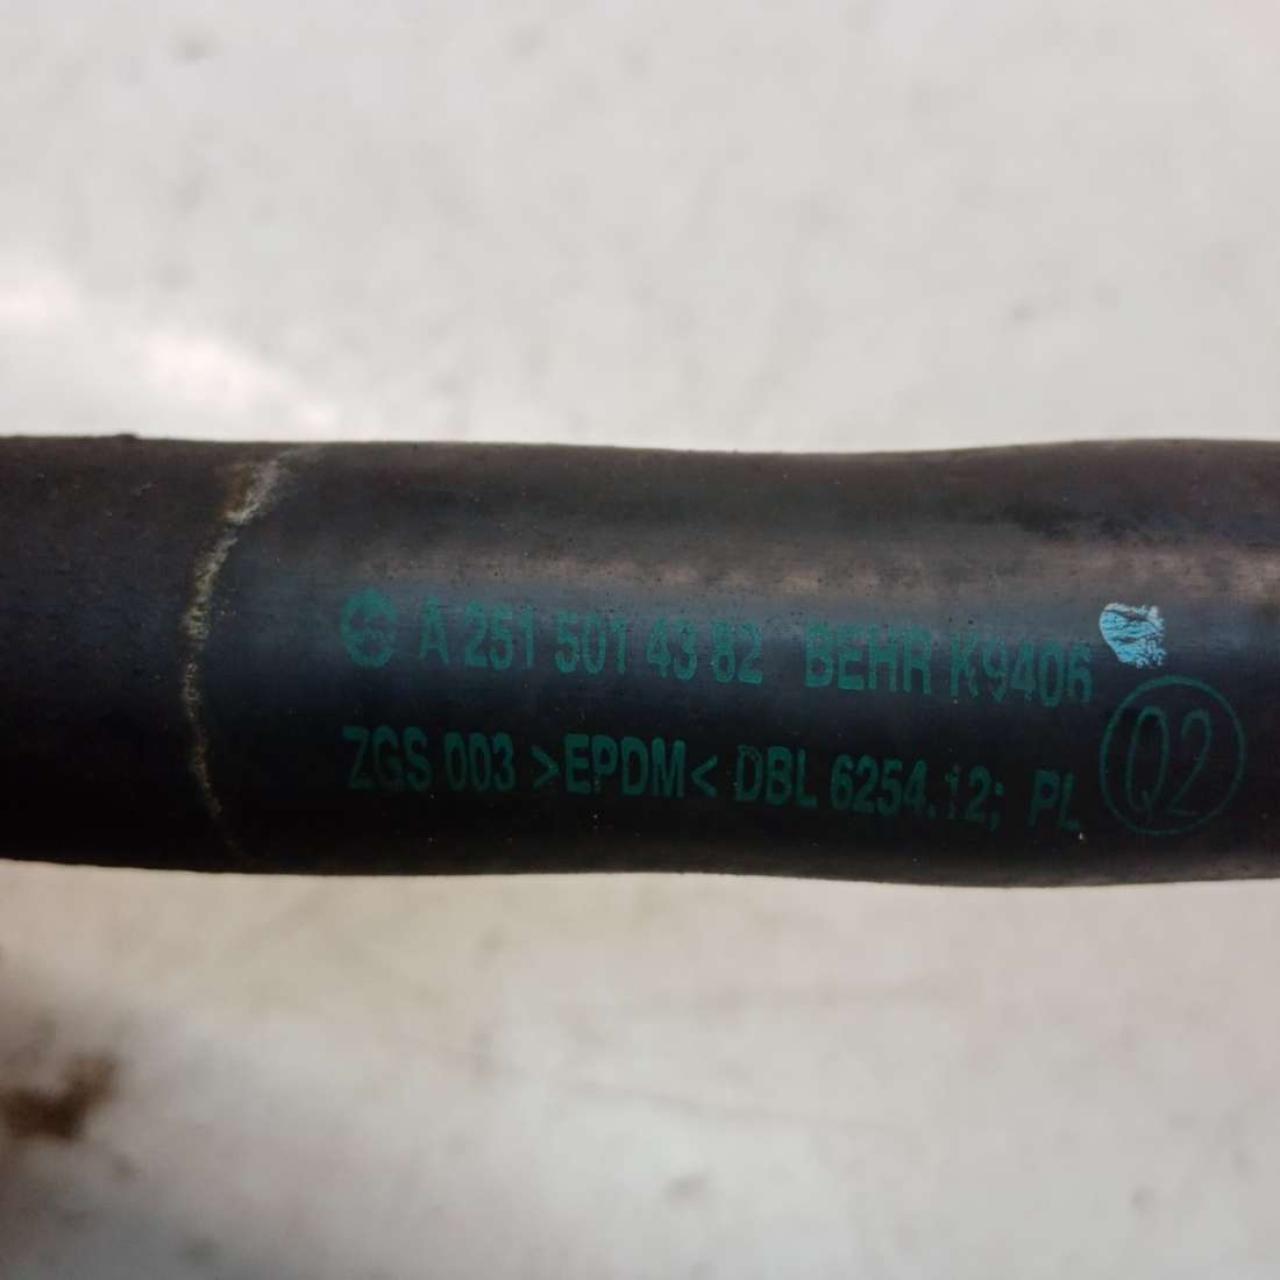 A 251 501 43 82 BEHR K9406
ZGS 003 >EPDM< DBL 6254.12; PL
Q2